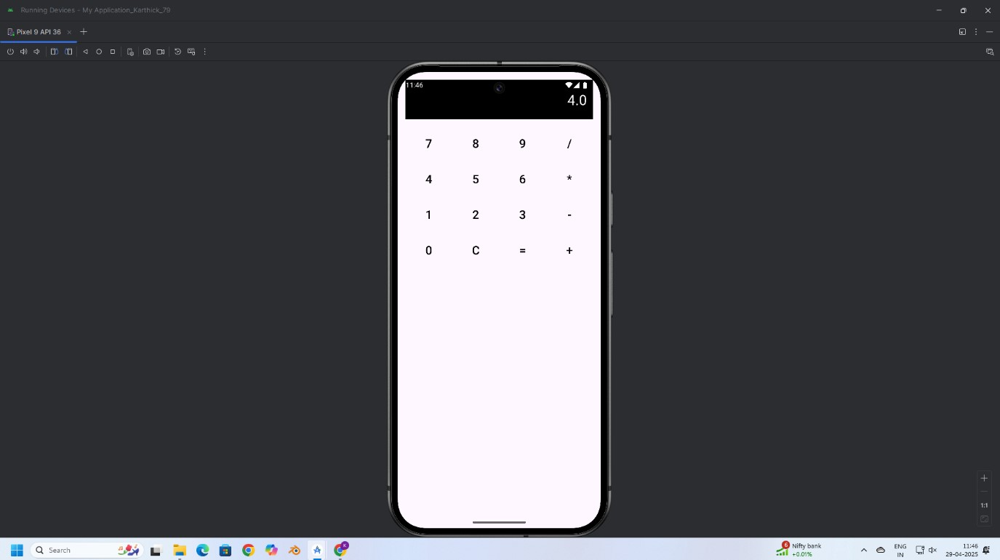 Running Devices - My Application_Karthick_79
Pixel 9 API 36
11:46
4.0
7 8 9 /
4 5 6 *
1 2 3 -
0 C = +
1:1
Search
K
6
Nifty bank
+0.01%
ENG
IN
11:46
29-04-2025